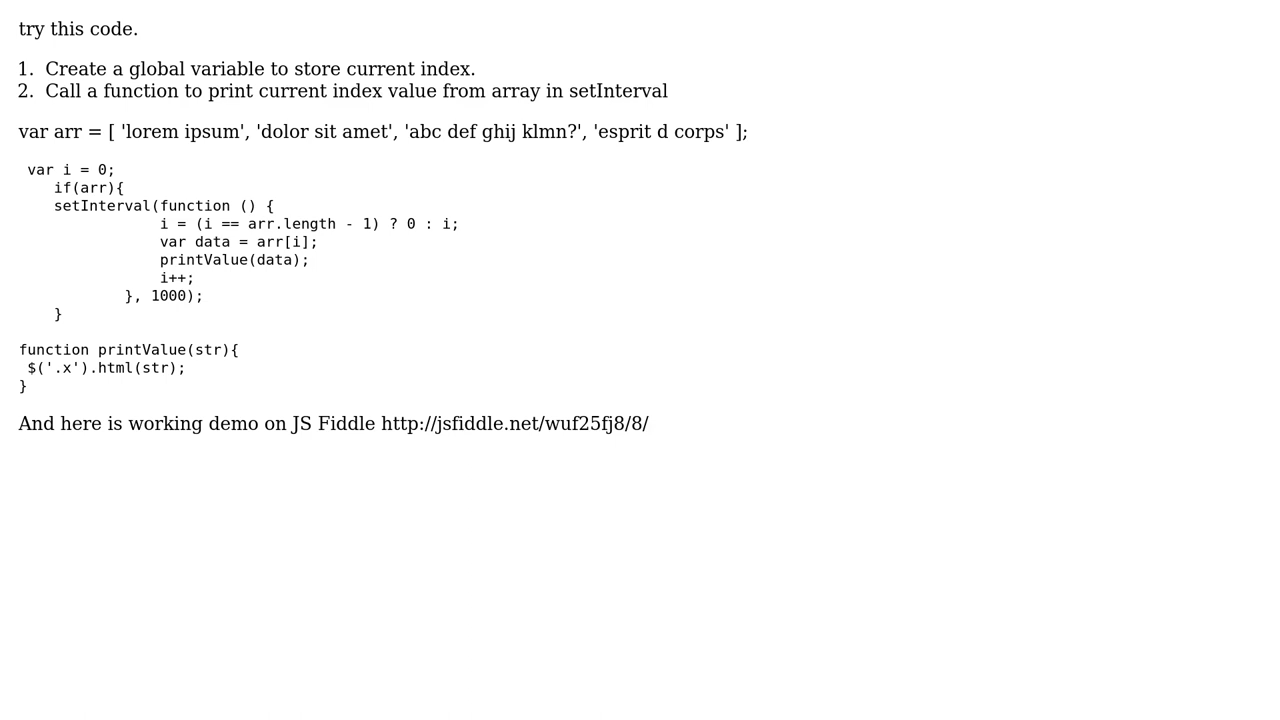 try this code.
1. Create a global variable to store current index.
2. Call a function to print current index value from array in setInterval
var arr = [ 'lorem ipsum', 'dolor sit amet', 'abc def ghij klmn?', 'esprit d corps' ];
 var i = 0;
    if(arr){
    setInterval(function () {
                i = (i == arr.length - 1) ? 0 : i;
                var data = arr[i];
                printValue(data);
                i++;
            }, 1000);
    }
function printValue(str){
 $('.x').html(str);
}
And here is working demo on JS Fiddle http://jsfiddle.net/wuf25fj8/8/